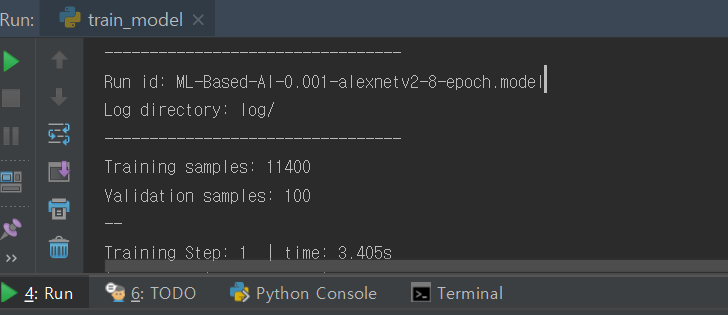 Run: train_model
--------------------------------
Run id: ML-Based-AI-0.001-alexnetv2-8-epoch.model
Log directory: log/
--------------------------------
Training samples: 11400
Validation samples: 100
--
Training Step: 1  | time: 3.405s
4: Run 6: TODO Python Console Terminal